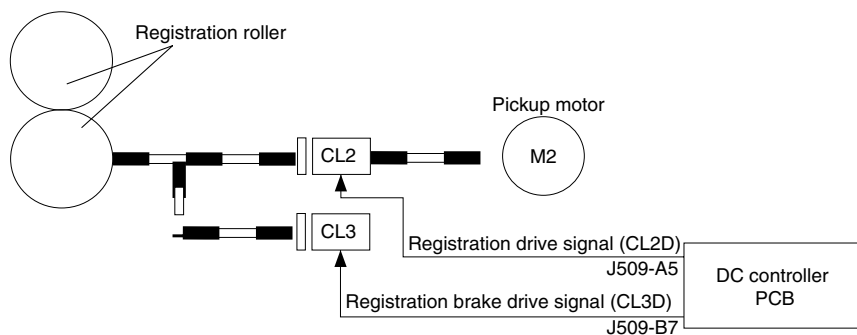 Registration roller
Pickup motor
CL2
M2
CL3
Registration drive signal (CL2D)
J509-A5
DC controller
PCB
Registration brake drive signal (CL3D)
J509-B7